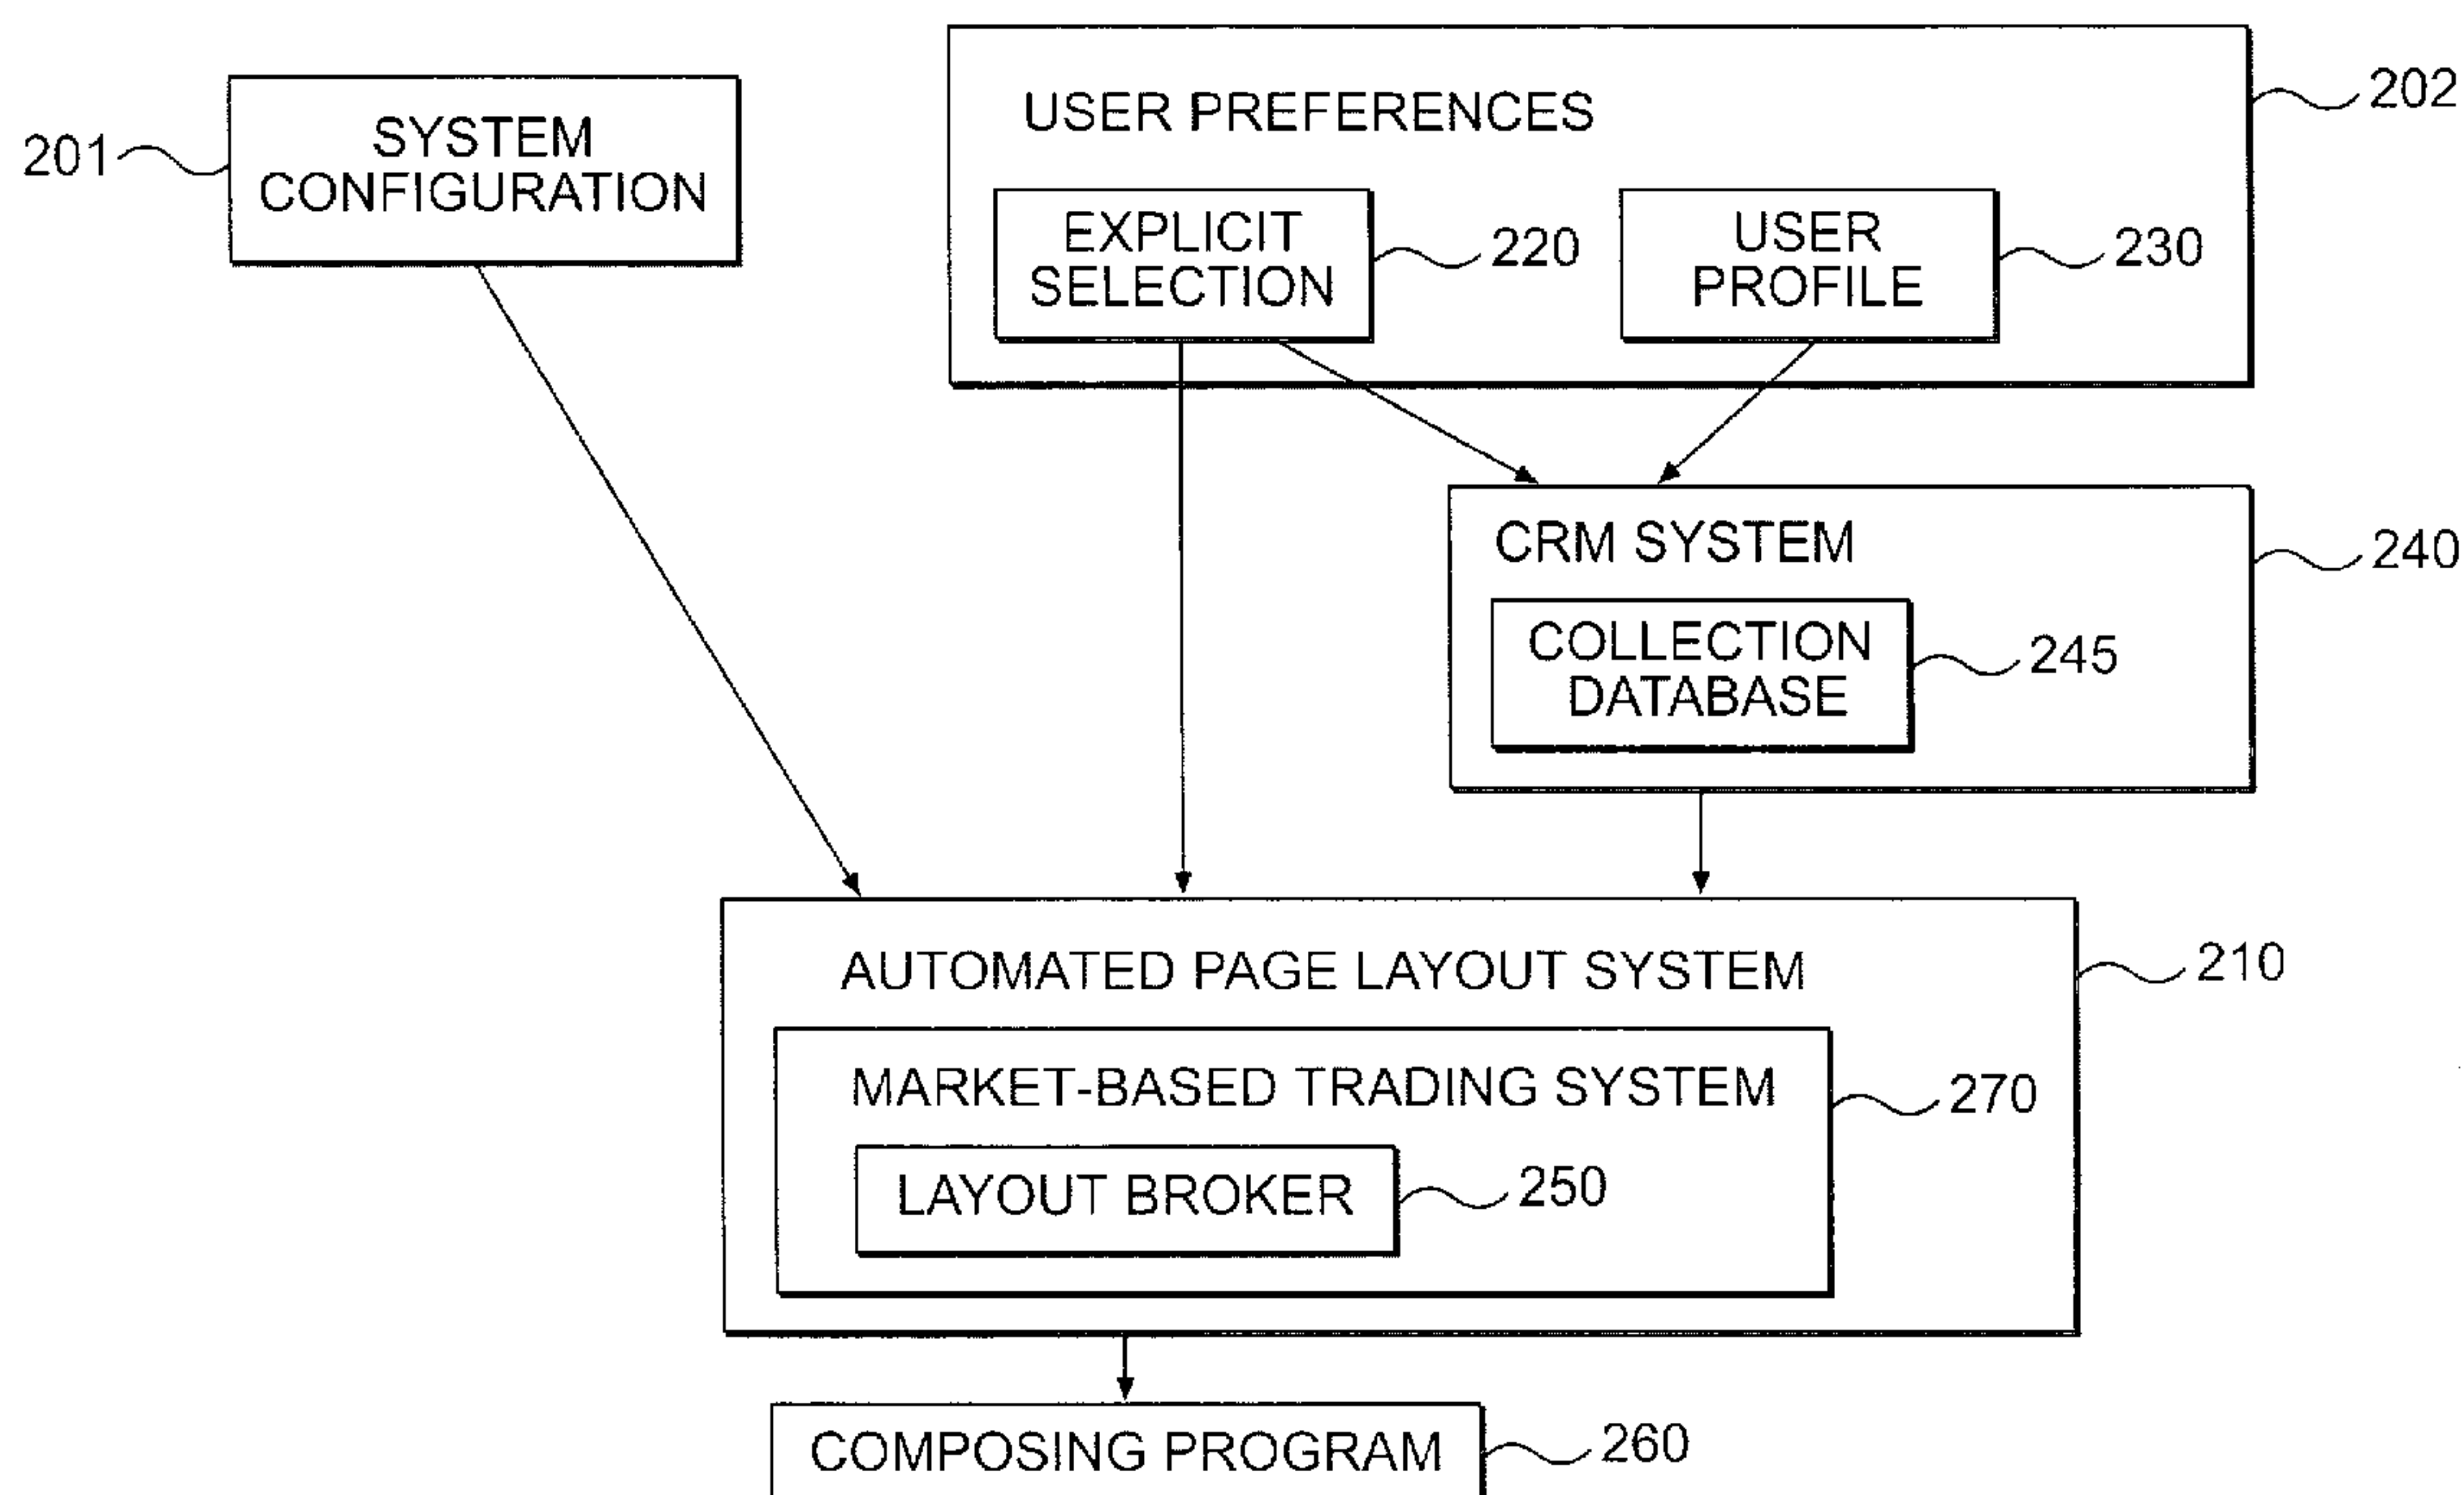 202
USER PREFERENCES
201
SYSTEM
CONFIGURATION
EXPLICIT
SELECTION
220
USER
PROFILE
230
CRM SYSTEM
240
COLLECTION
DATABASE
245
AUTOMATED PAGE LAYOUT SYSTEM
210
MARKET-BASED TRADING SYSTEM
270
LAYOUT BROKER
250
COMPOSING PROGRAM
260